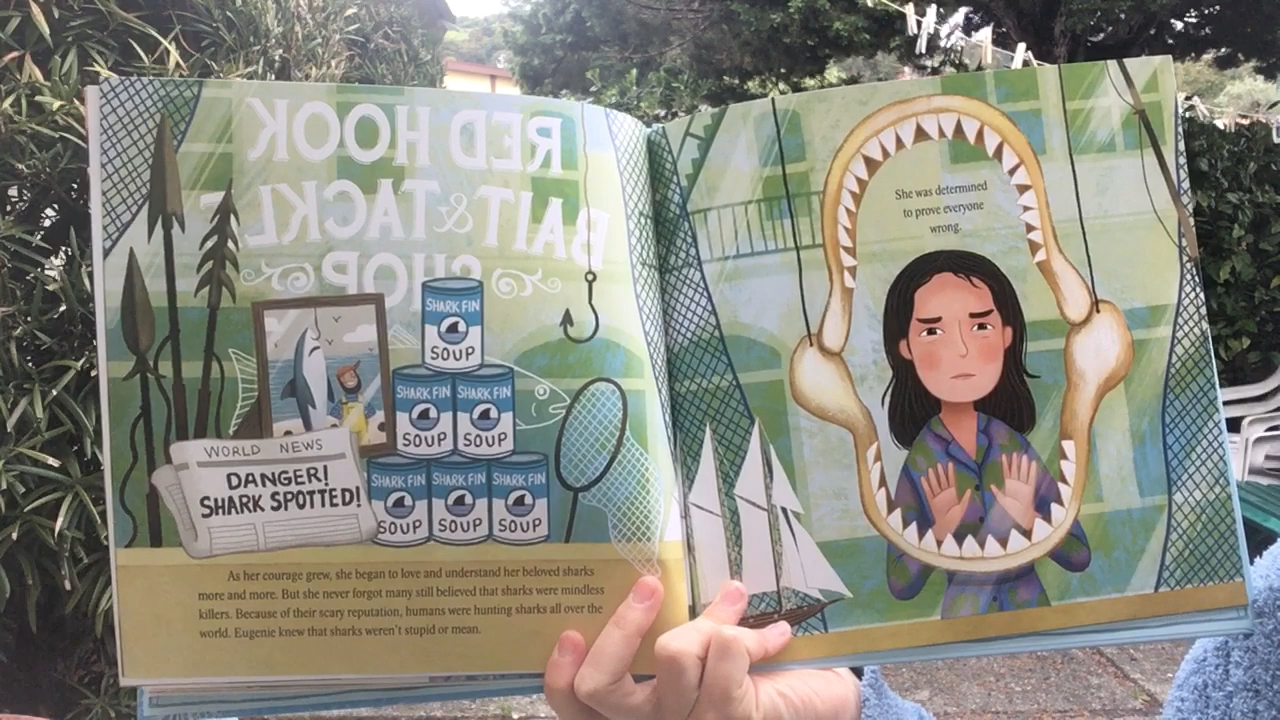 RED HOOK
BAIT & TACKLE
SHOP
SHARK FIN
SOUP
SHARK FIN
SOUP
SHARK FIN
SOUP
SHARK FIN
SOUP
SHARK FIN
SOUP
SHARK FIN
SOUP
WORLD NEWS
DANGER!
SHARK SPOTTED!
As her courage grew, she began to love and understand her beloved sharks
more and more. But she never forgot many still believed that sharks were mindless
killers. Because of their scary reputation, humans were hunting sharks all over the
world. Eugenie knew that sharks weren't stupid or mean.
She was determined
to prove everyone
wrong.